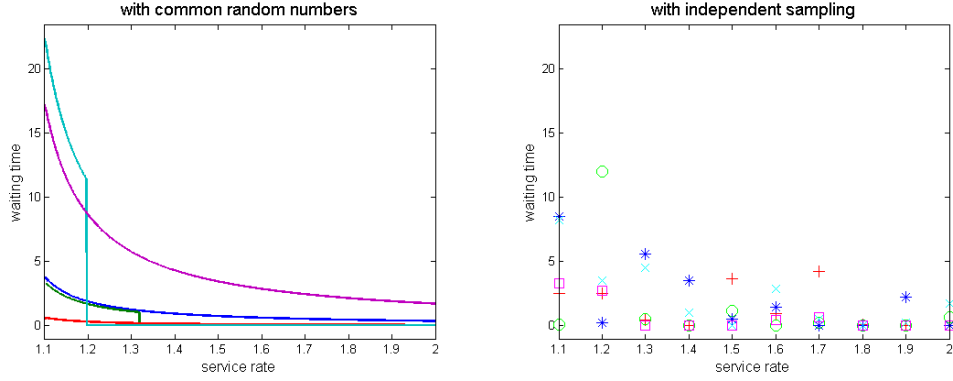 with common random numbers
with independent sampling
waiting time
20
15
10
5
0
1.1 1.2 1.3 1.4 1.5 1.6 1.7 1.8 1.9 2
service rate
waiting time
20
15
10
5
0
1.1 1.2 1.3 1.4 1.5 1.6 1.7 1.8 1.9 2
service rate